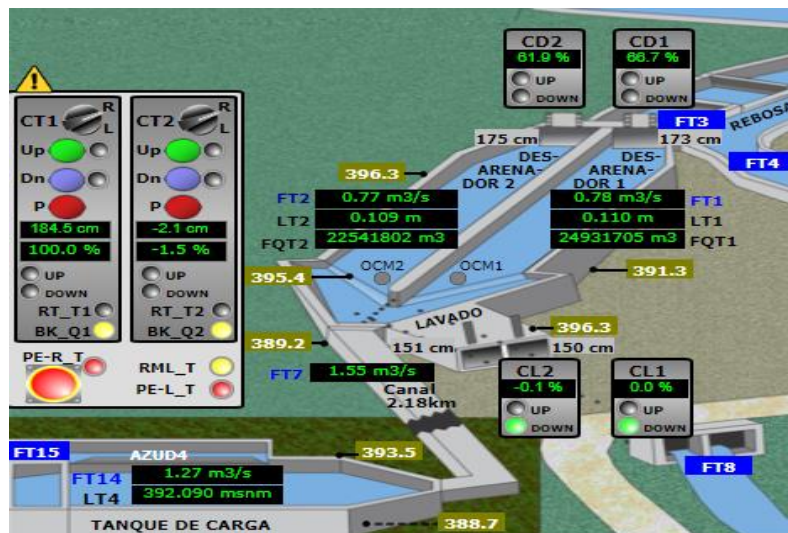 CD2
61.9 %
UP
DOWN
CD1
66.7 %
UP
DOWN
FT3
REBOSA
FT4
175 cm
173 cm
R
CT1
L
Up
Dn
P
184.5 cm
100.0 %
UP
DOWN
RT_T1
BK_Q1
R
CT2
L
Up
Dn
P
-2.1 cm
-1.5 %
UP
DOWN
RT_T2
BK_Q2
PE-R_T
RML_T
PE-L_T
396.3
DES-
ARENA-
DOR 2
DES-
ARENA-
DOR 1
FT2
0.77 m3/s
0.78 m3/s
FT1
LT2
0.109 m
0.110 m
LT1
FQT2
22541802 m3
24931705 m3
FQT1
395.4
OCM2
OCM1
391.3
LAVADO
396.3
389.2
151 cm
150 cm
FT7
1.55 m3/s
Canal
2.18km
CL2
-0.1 %
UP
DOWN
CL1
0.0 %
UP
DOWN
FT8
FT15
AZUD4
393.5
FT14
1.27 m3/s
LT4
392.090 msnm
TANQUE DE CARGA
388.7